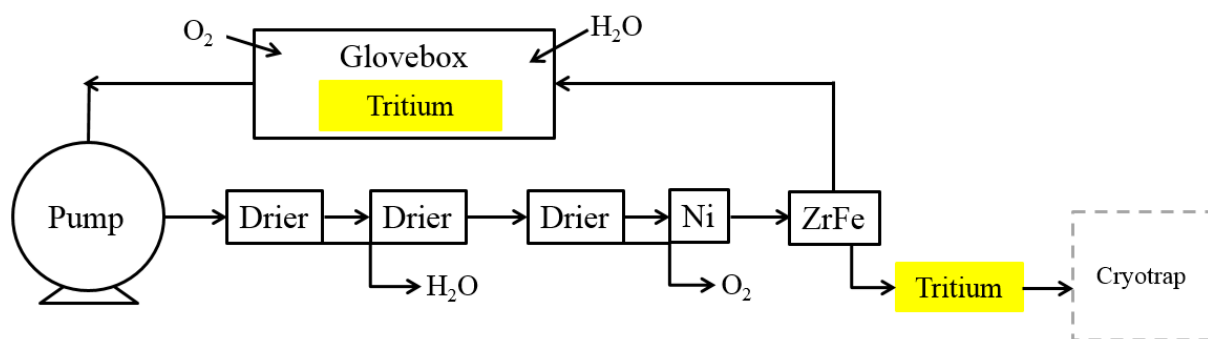 O₂
H₂O
Glovebox
Tritium
Pump
Drier
Drier
Drier
Ni
ZrFe
H₂O
O₂
Tritium
Cryotrap